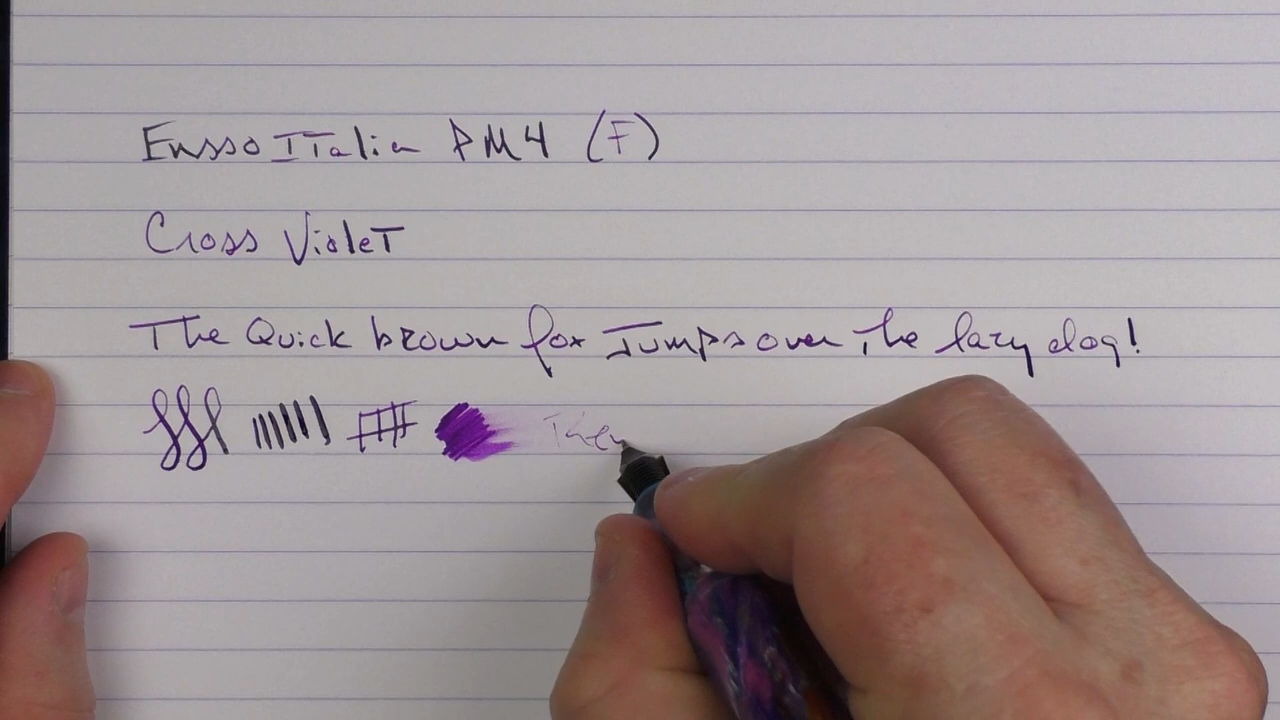 Ensso Italia PM4 (F)
Cross Violet
The Quick brown fox Jumps over The lazy dog!